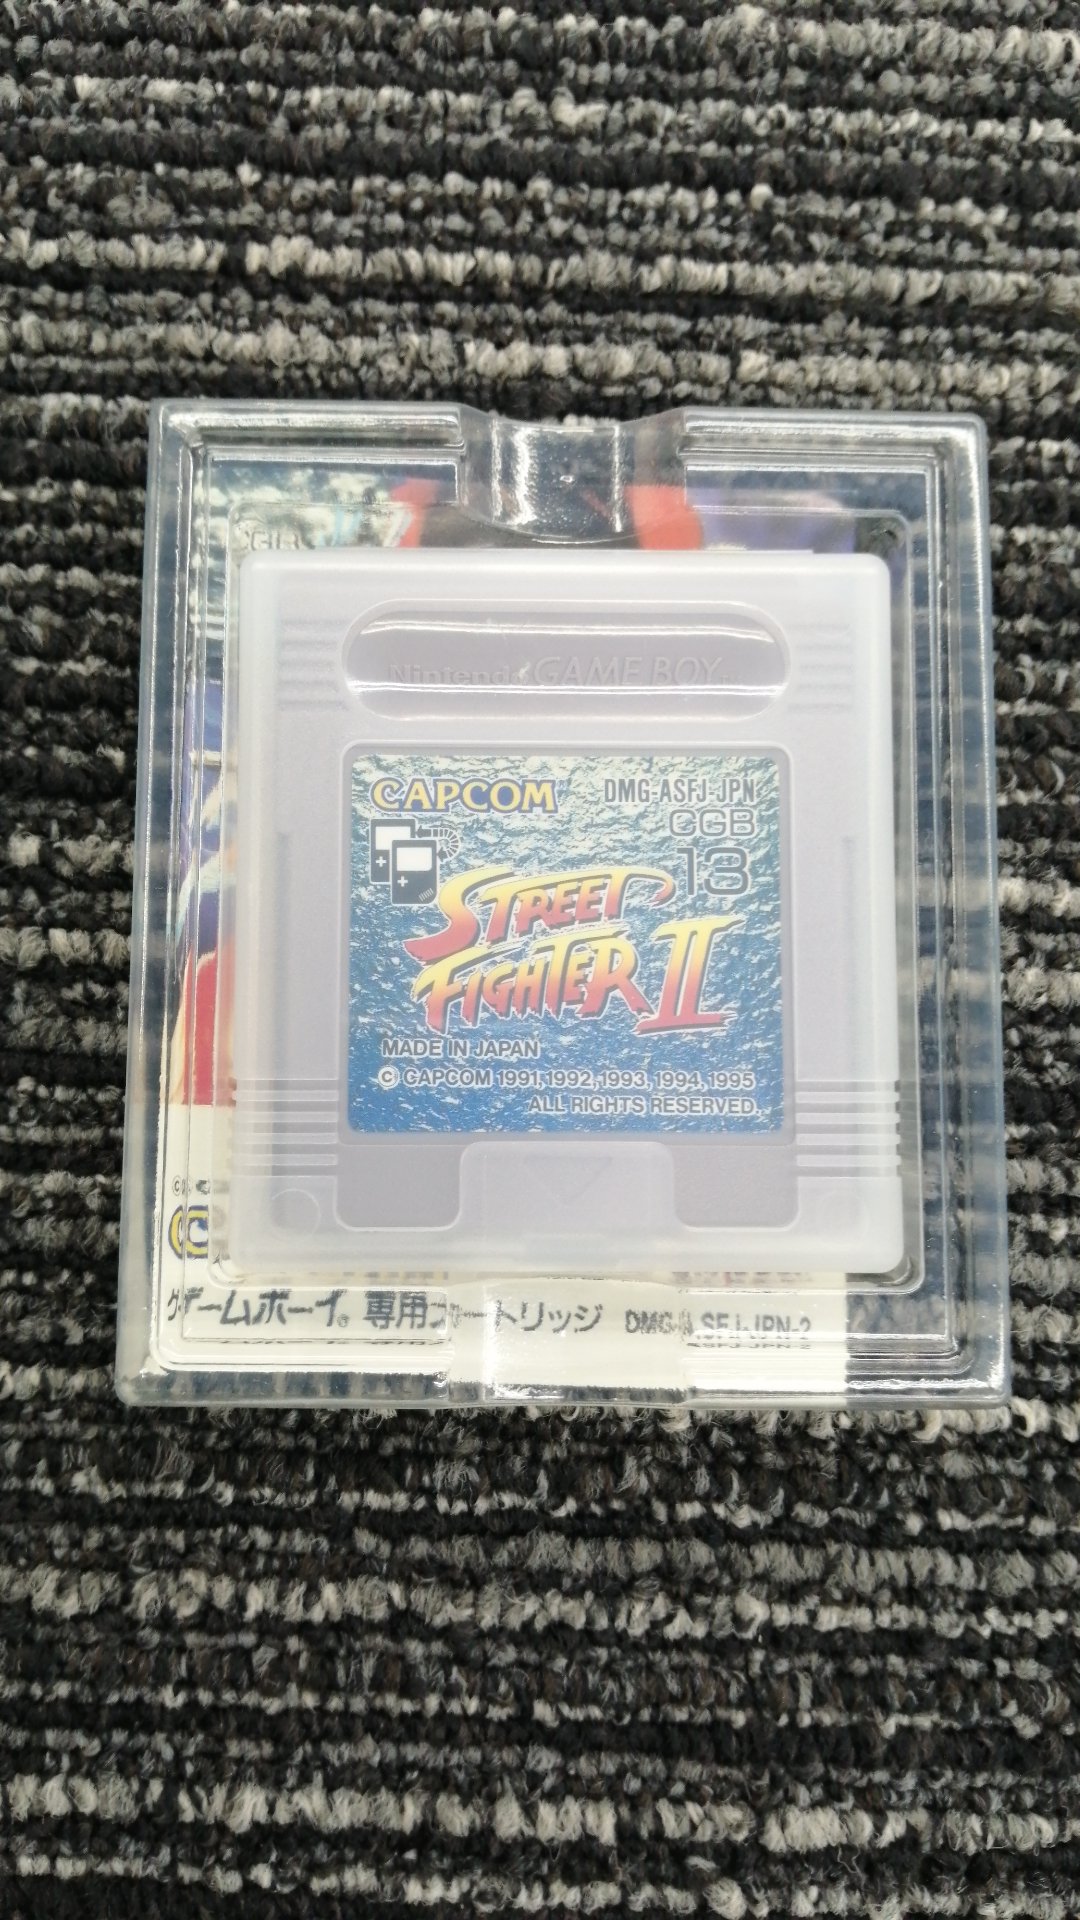 Nintendo GAME BOY
CAPCOM
DMG-ASFJ-JPN
CGB
13
STREET
FIGHTER II
MADE IN JAPAN
© CAPCOM 1991, 1992, 1993, 1994, 1995
ALL RIGHTS RESERVED.
ゲームボーイ® 専用カートリッジ DMG-ASFJ-JPN-2